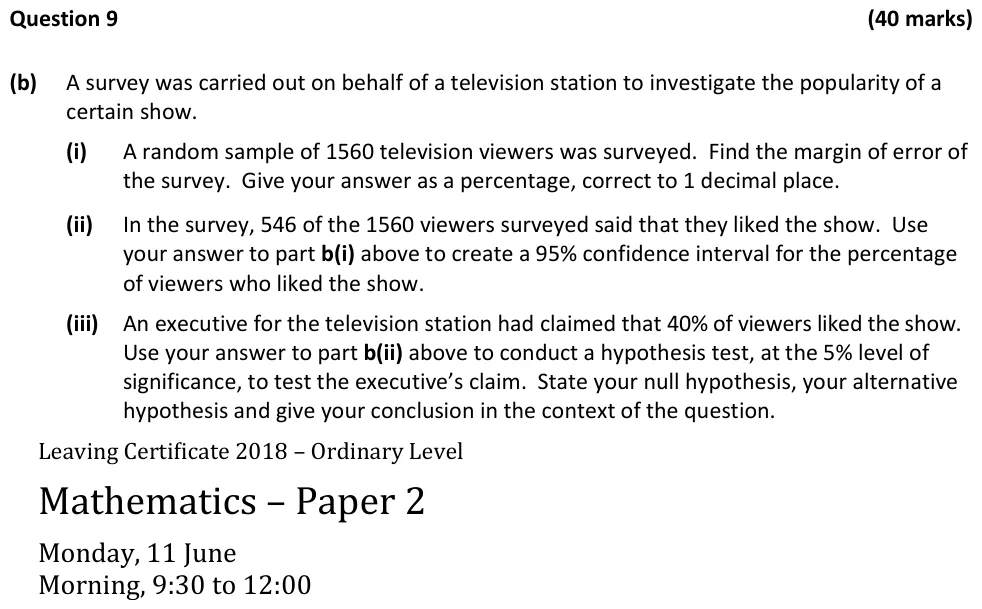 Question 9 (40 marks)
(b) A survey was carried out on behalf of a television station to investigate the popularity of a
certain show.
(i) A random sample of 1560 television viewers was surveyed. Find the margin of error of
the survey. Give your answer as a percentage, correct to 1 decimal place.
(ii) In the survey, 546 of the 1560 viewers surveyed said that they liked the show. Use
your answer to part b(i) above to create a 95% confidence interval for the percentage
of viewers who liked the show.
(iii) An executive for the television station had claimed that 40% of viewers liked the show.
Use your answer to part b(ii) above to conduct a hypothesis test, at the 5% level of
significance, to test the executive’s claim. State your null hypothesis, your alternative
hypothesis and give your conclusion in the context of the question.
Leaving Certificate 2018 – Ordinary Level
Mathematics – Paper 2
Monday, 11 June
Morning, 9:30 to 12:00